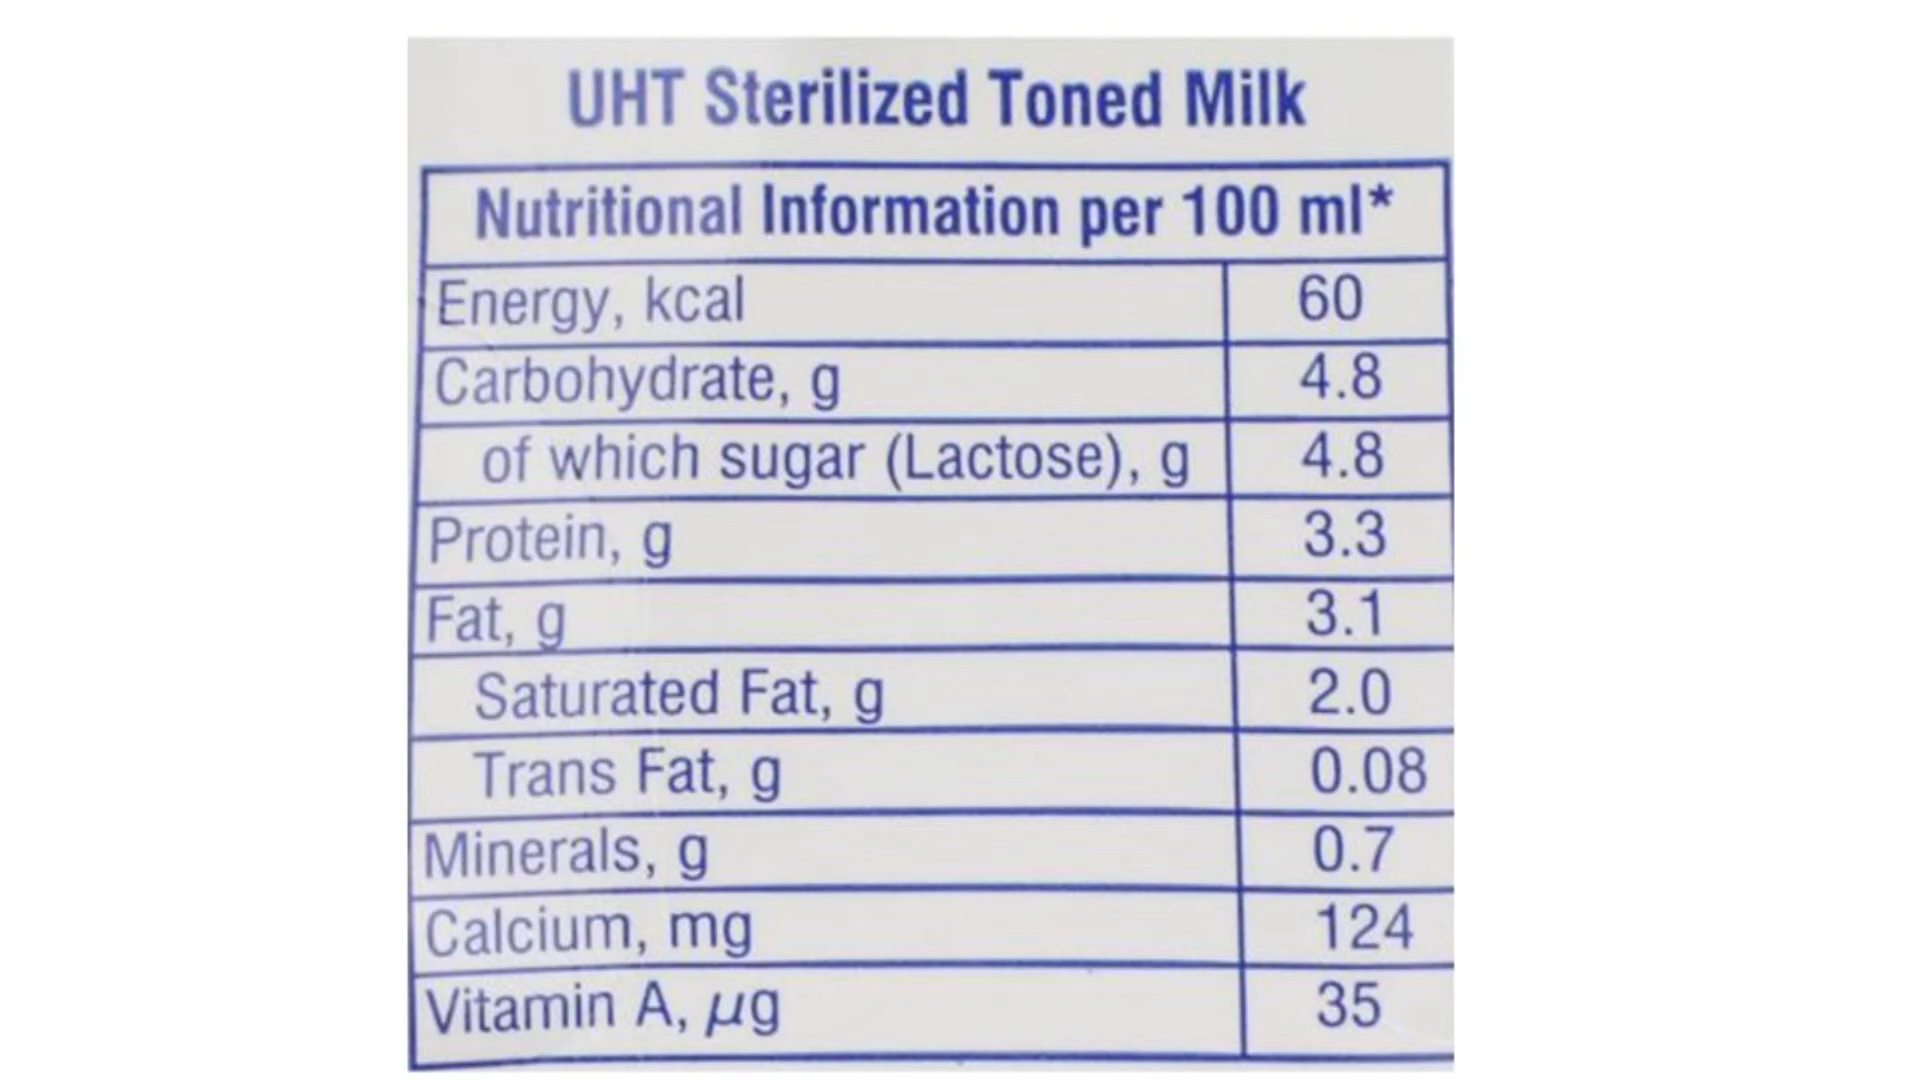 UHT Sterilized Toned Milk
Nutritional Information per 100 ml*
Energy, kcal 60
Carbohydrate, g 4.8
of which sugar (Lactose), g 4.8
Protein, g 3.3
Fat, g 3.1
Saturated Fat, g 2.0
Trans Fat, g 0.08
Minerals, g 0.7
Calcium, mg 124
Vitamin A, µg 35